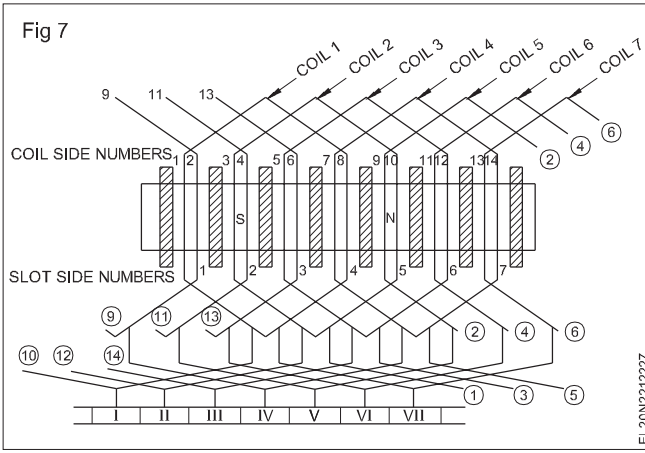 Fig 7
COIL 1 COIL 2 COIL 3 COIL 4 COIL 5 COIL 6 COIL 7
9 11 13 ② ④ ⑥
COIL SIDE NUMBERS 1 2 3 4 5 6 7 8 9 10 11 12 13 14
S N
SLOT SIDE NUMBERS 1 2 3 4 5 6 7
⑨ ⑪ ⑬ ② ④ ⑥
⑩ ⑫ ⑭ ① ③ ⑤
I II III IV V VI VII
EL20N2212227